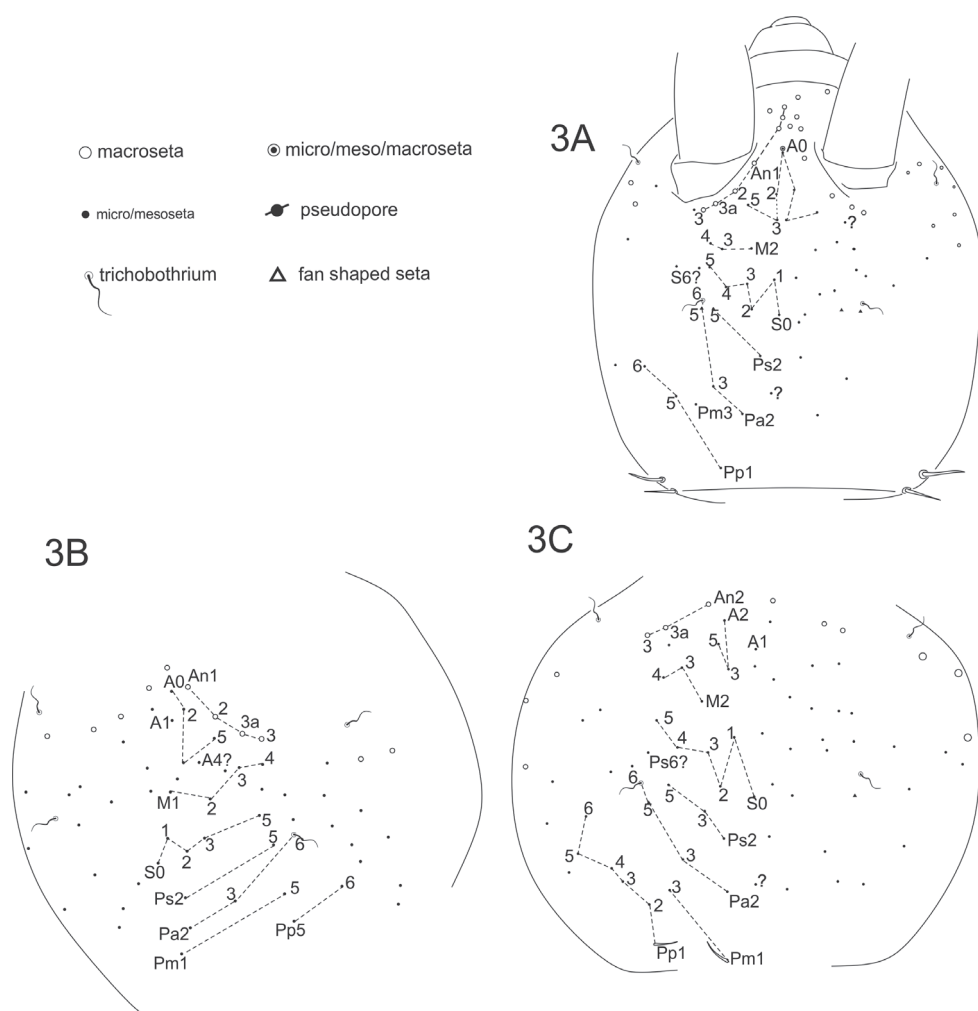 macroseta
micro/meso/macroseta
micro/mesoseta
pseudopore
trichobothrium
fan shaped seta
3A
A0
An1
2
2
5
3a
3
3
?
4
3
M2
5
S6?
3
1
4
6
2
5
5
S0
Ps2
6
3
?
5
Pm3
Pa2
Pp1
3B
A0
An1
A1
2
2
3a
3
5
A4?
4
3
M1
2
1
5
3
5
6
2
S0
5
6
Ps2
3
Pa2
Pp5
Pm1
3C
An2
A2
3a
3
5
A1
3
3
4
M2
5
1
4
3
Ps6?
6
2
S0
5
5
6
3
Ps2
5
4
3
3
3
?
2
Pa2
Pp1
Pm1